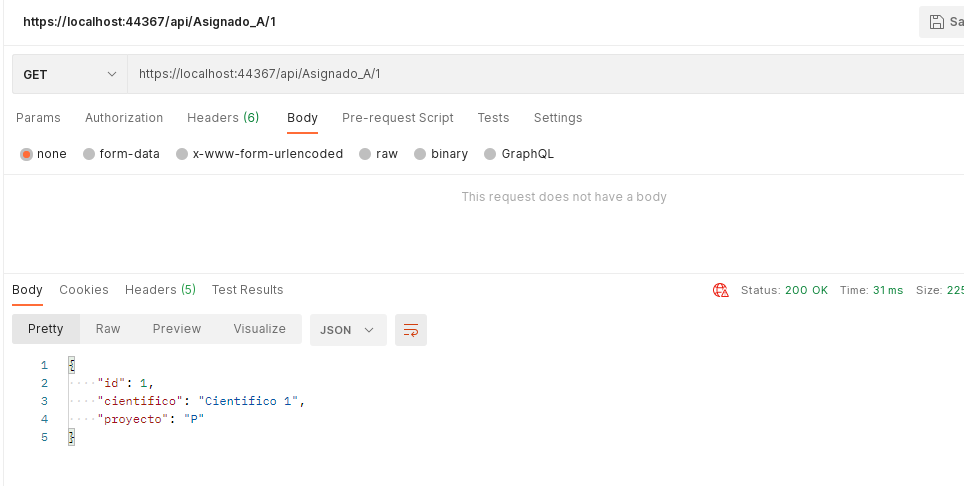 https://localhost:44367/api/Asignado_A/1
Sa
GET https://localhost:44367/api/Asignado_A/1
Params Authorization Headers (6) Body Pre-request Script Tests Settings
none form-data x-www-form-urlencoded raw binary GraphQL
This request does not have a body
Body Cookies Headers (5) Test Results Status: 200 OK Time: 31 ms Size: 225
Pretty Raw Preview Visualize JSON
1 {
2 "id": 1,
3 "cientifico": "Cientifico 1",
4 "proyecto": "P"
5 }